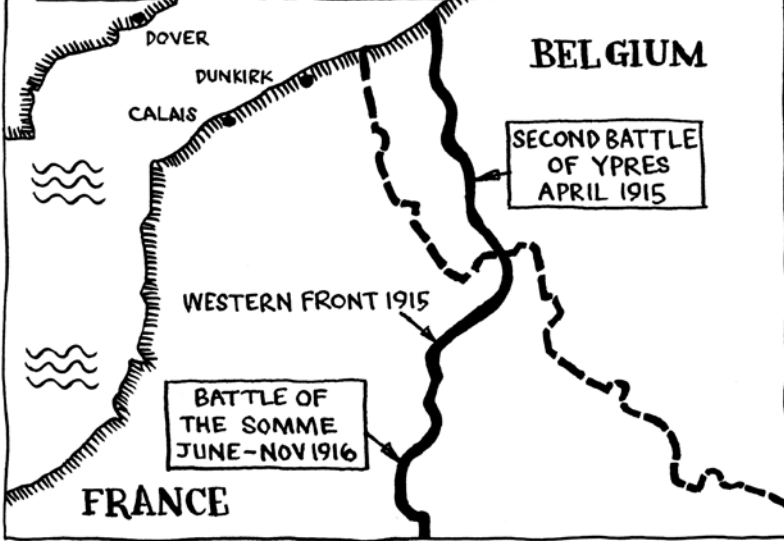 DOVER
BELGIUM
DUNKIRK
CALAIS
SECOND BATTLE
OF YPRES
APRIL 1915
WESTERN FRONT 1915
BATTLE OF
THE SOMME
JUNE-NOV 1916
FRANCE